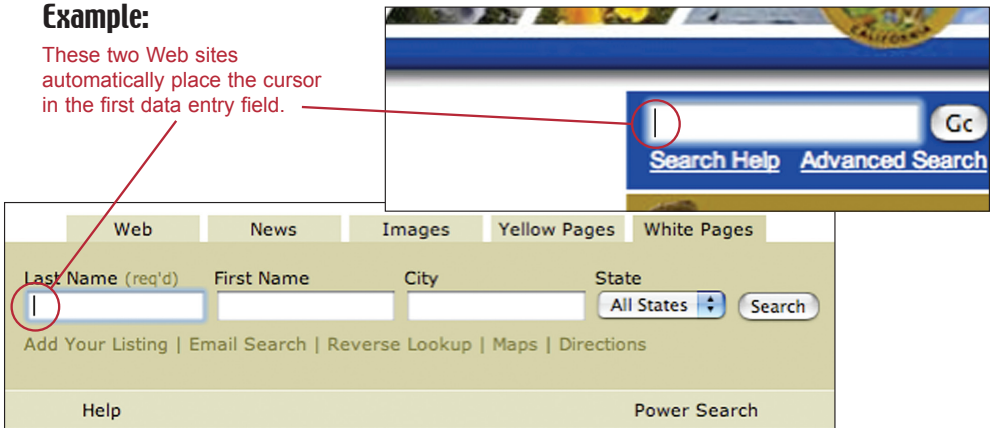 Example:
These two Web sites
automatically place the cursor
in the first data entry field.
CALIFORNIA
Search Help Advanced Search
Web News Images Yellow Pages White Pages
Last Name (req'd) First Name City State
All States Search
Add Your Listing | Email Search | Reverse Lookup | Maps | Directions
Help Power Search